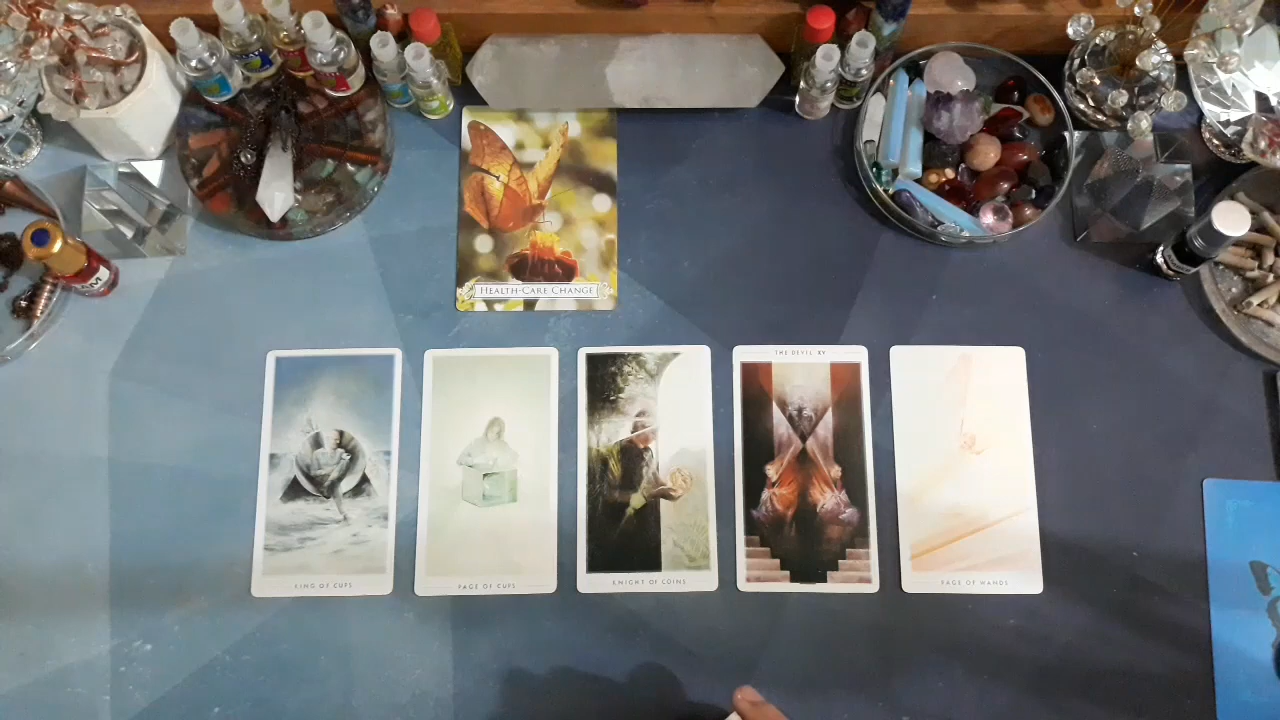 HEALTH-CARE CHANGE
THE DEVIL XV
KING OF CUPS
PAGE OF CUPS
KNIGHT OF COINS
PAGE OF WANDS